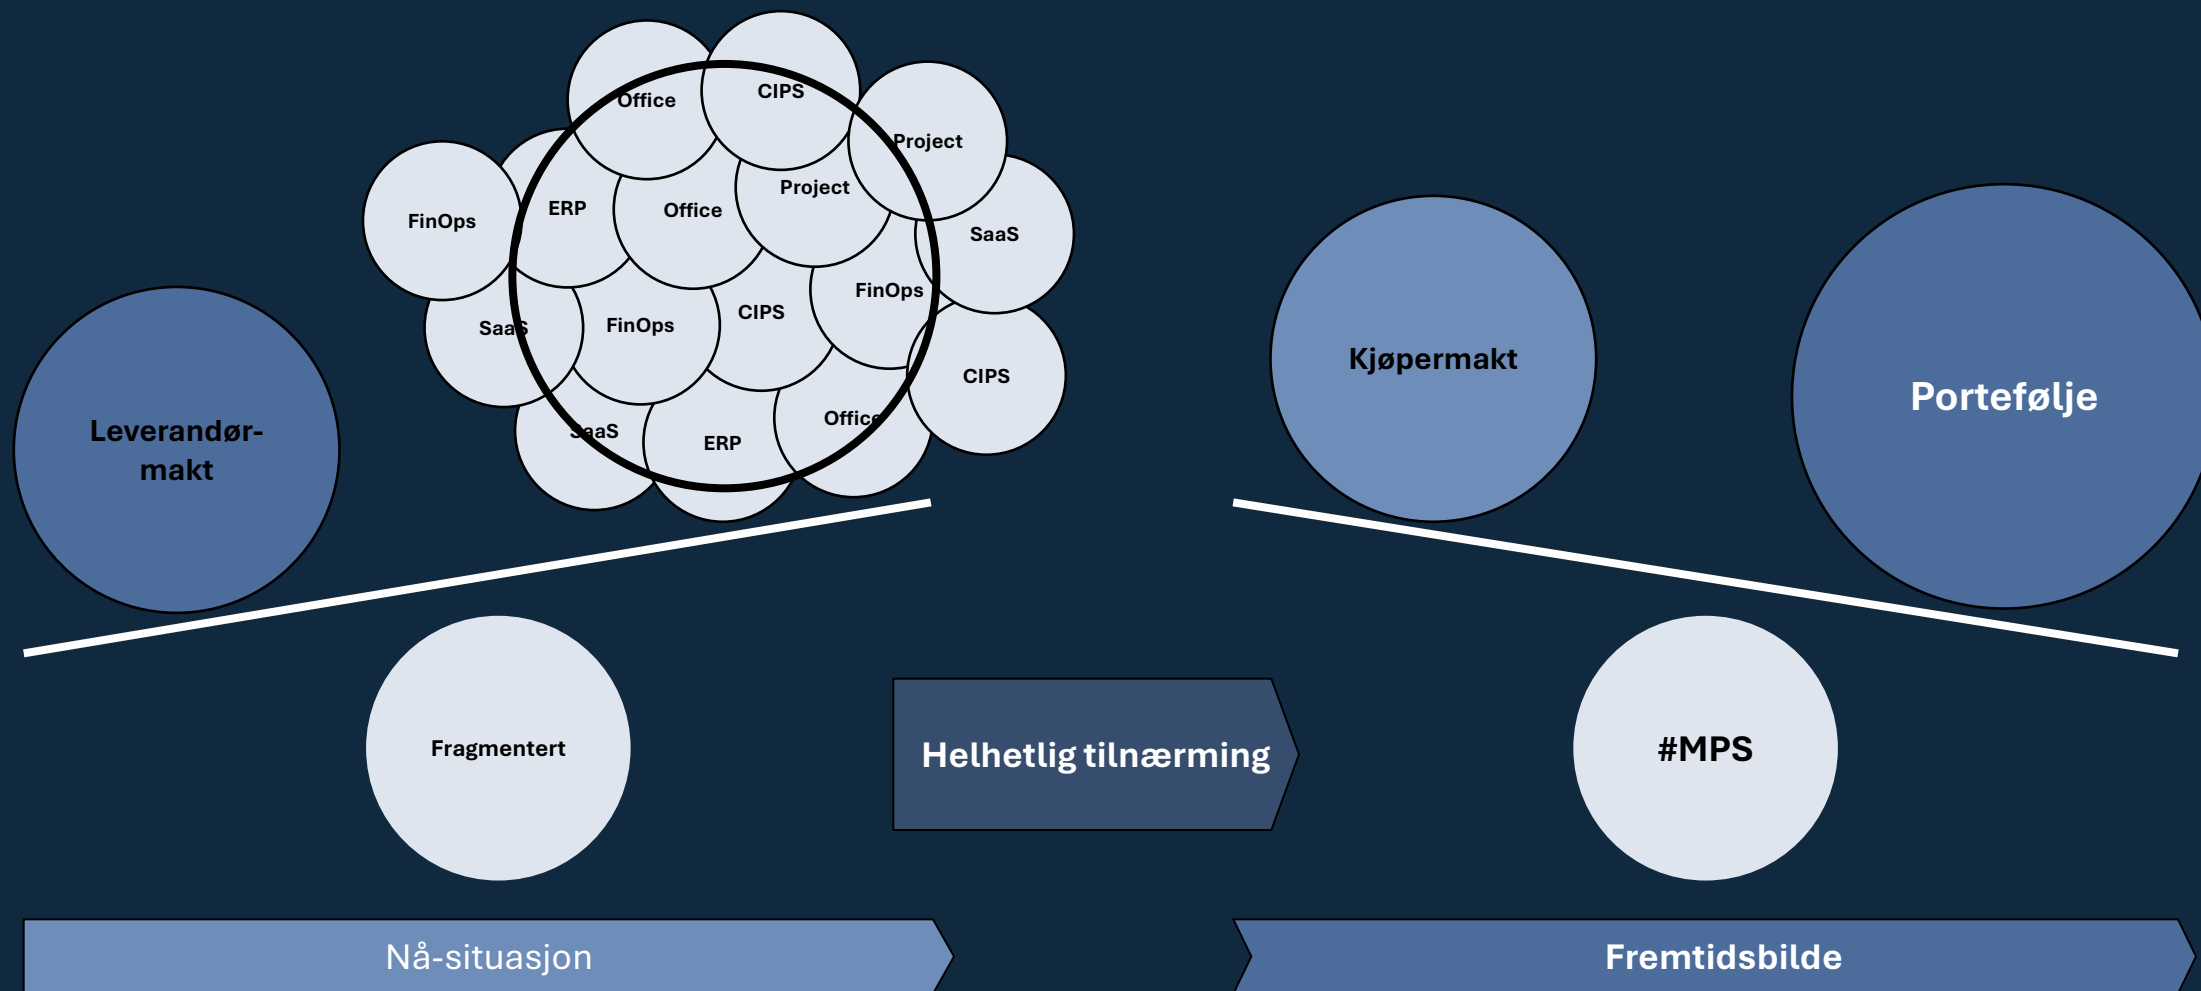 Office
CIPS
Project
Project
ERP
Office
FinOps
SaaS
FinOps
CIPS
SaaS
FinOps
CIPS
SaaS
ERP
Office
Leverandør-
makt
Kjøpermakt
Portefølje
Fragmentert
Helhetlig tilnærming
#MPS
Nå-situasjon
Fremtidsbilde